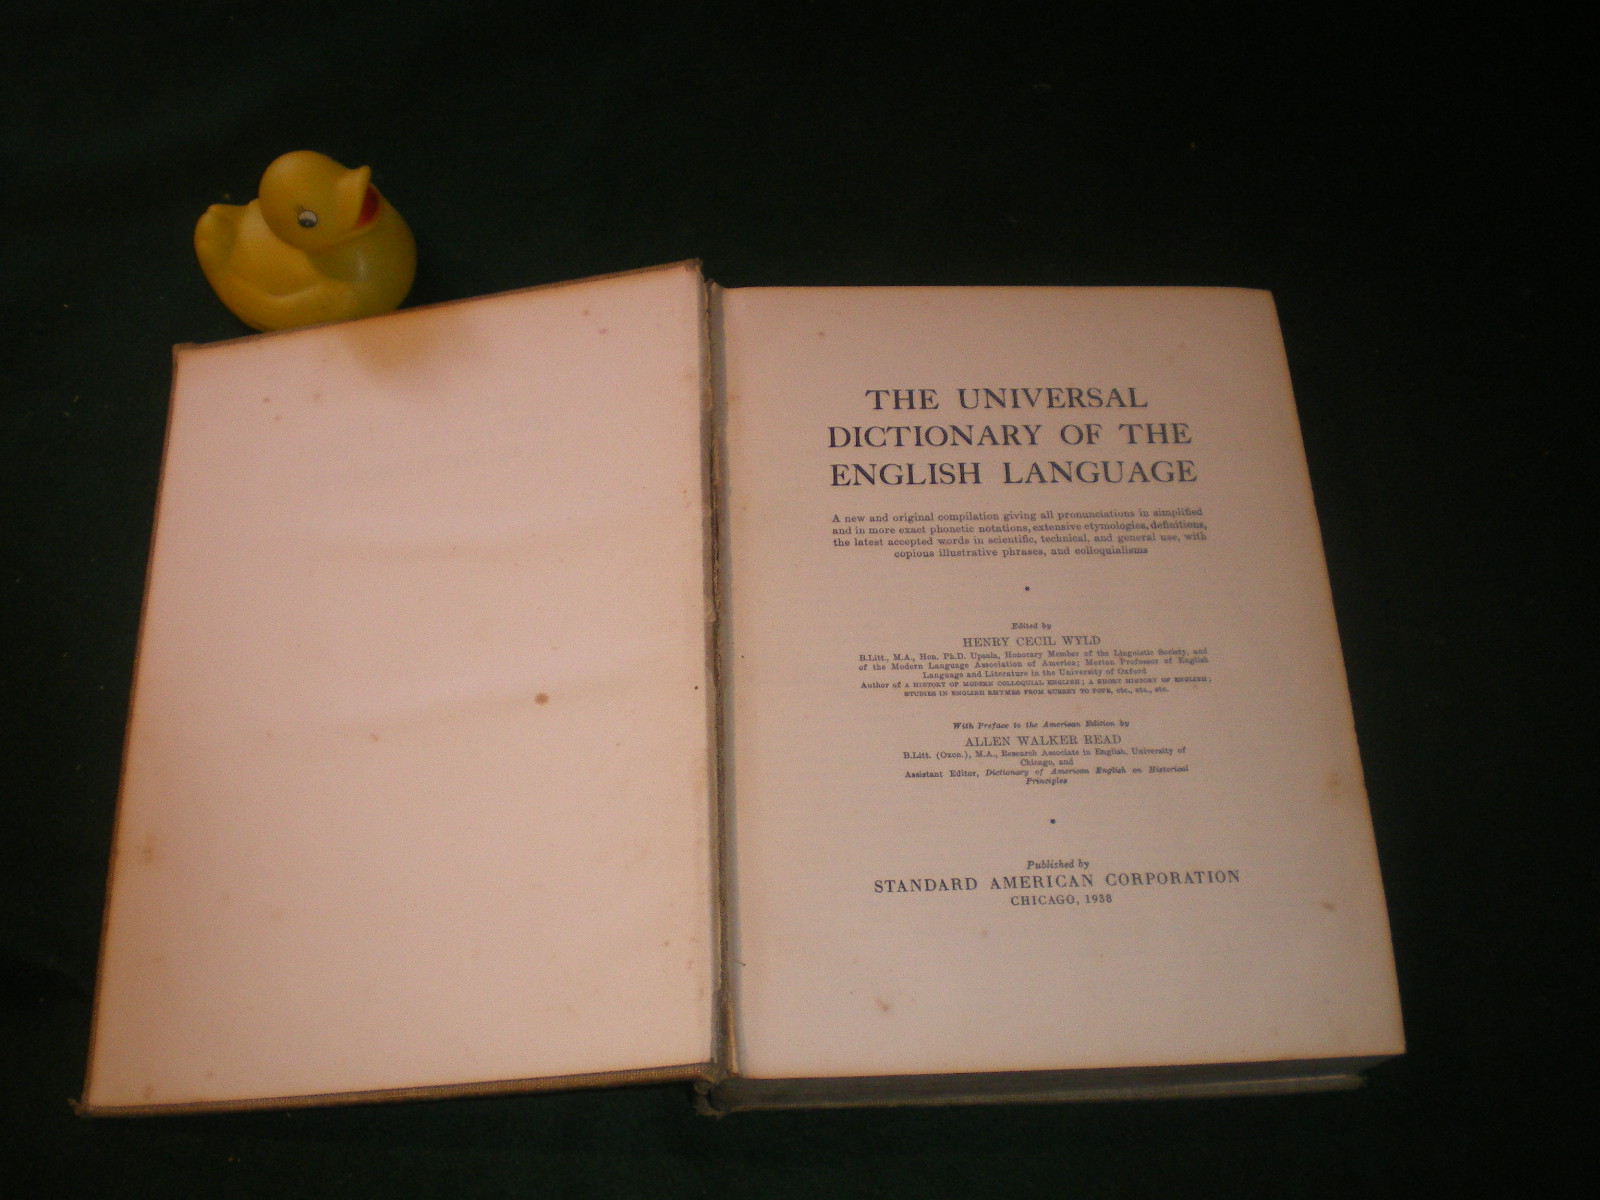 THE UNIVERSAL
DICTIONARY OF THE
ENGLISH LANGUAGE
A new and original compilation giving all pronunciations in simplified
and in more exact phonetic notations, extensive etymologies, definitions,
the latest accepted words in scientific, technical, and general use, with
copious illustrative phrases, and colloquialisms
Edited by
HENRY CECIL WYLD
B.Litt., M.A., Hon. Ph.D. Upsala, Honorary Member of the Linguistic Society, and
of the Modern Language Association of America; Merton Professor of English
Language and Literature in the University of Oxford
Author of A HISTORY OF MODERN COLLOQUIAL ENGLISH; A SHORT HISTORY OF ENGLISH;
STUDIES IN ENGLISH RHYMES FROM SURREY TO POPE, etc., etc., etc.
With Preface to the American Edition by
ALLEN WALKER READ
B.Litt. (Oxon.), M.A., Research Associate in English, University of
Chicago, and
Assistant Editor, Dictionary of American English on Historical
Principles
Published by
STANDARD AMERICAN CORPORATION
CHICAGO, 1938